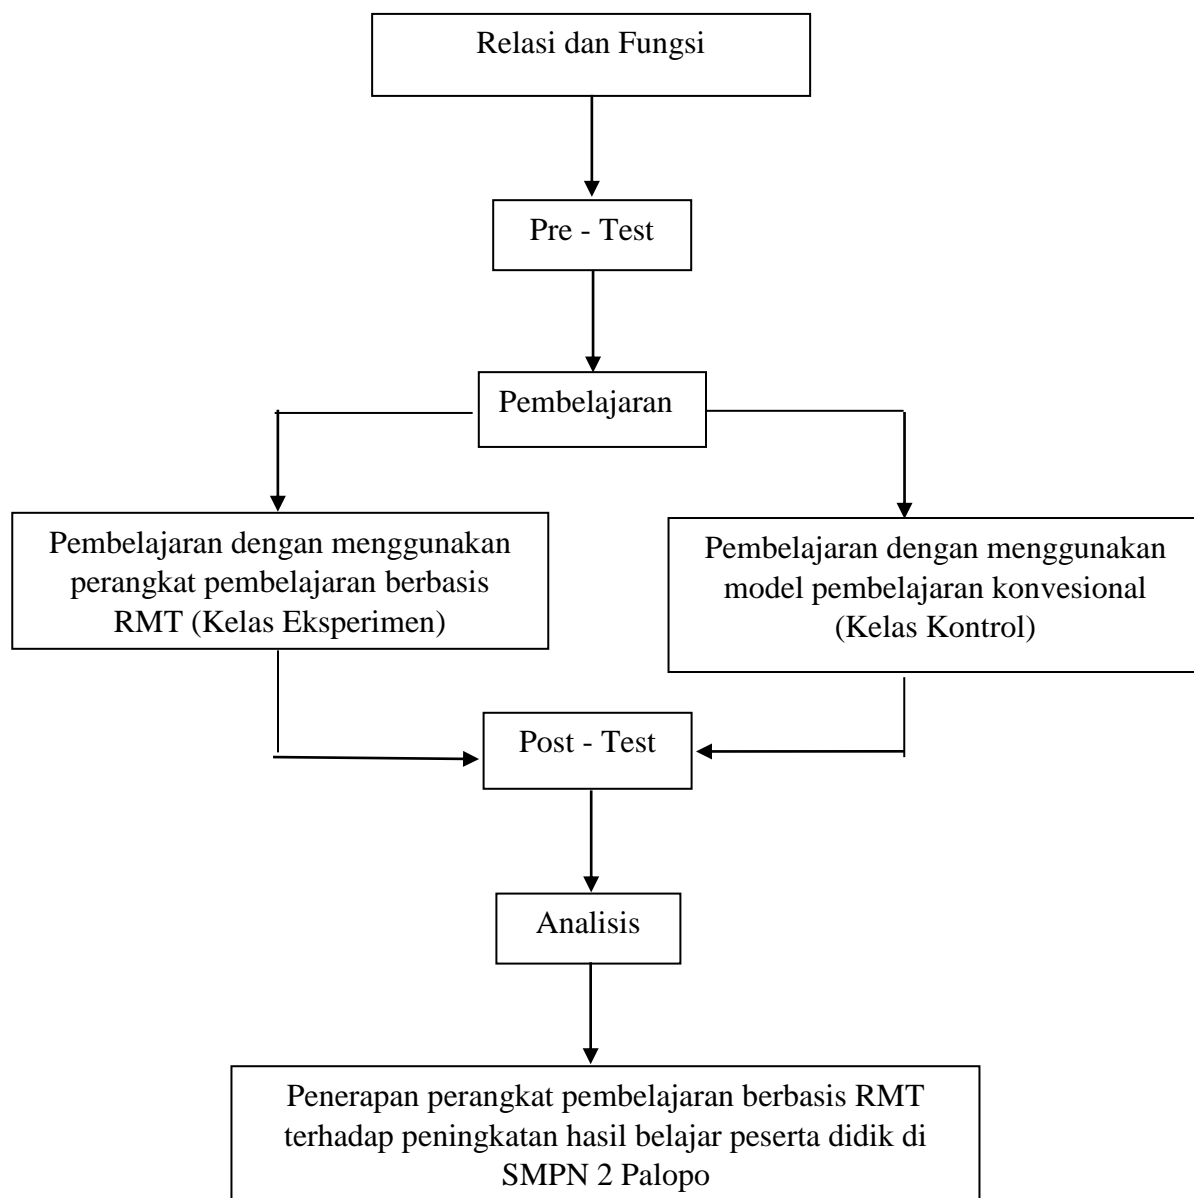 Relasi dan Fungsi
Pre - Test
Pembelajaran
Pembelajaran dengan menggunakan
perangkat pembelajaran berbasis
RMT (Kelas Eksperimen)
Pembelajaran dengan menggunakan
model pembelajaran konvesional
(Kelas Kontrol)
Post - Test
Analisis
Penerapan perangkat pembelajaran berbasis RMT
terhadap peningkatan hasil belajar peserta didik di
SMPN 2 Palopo